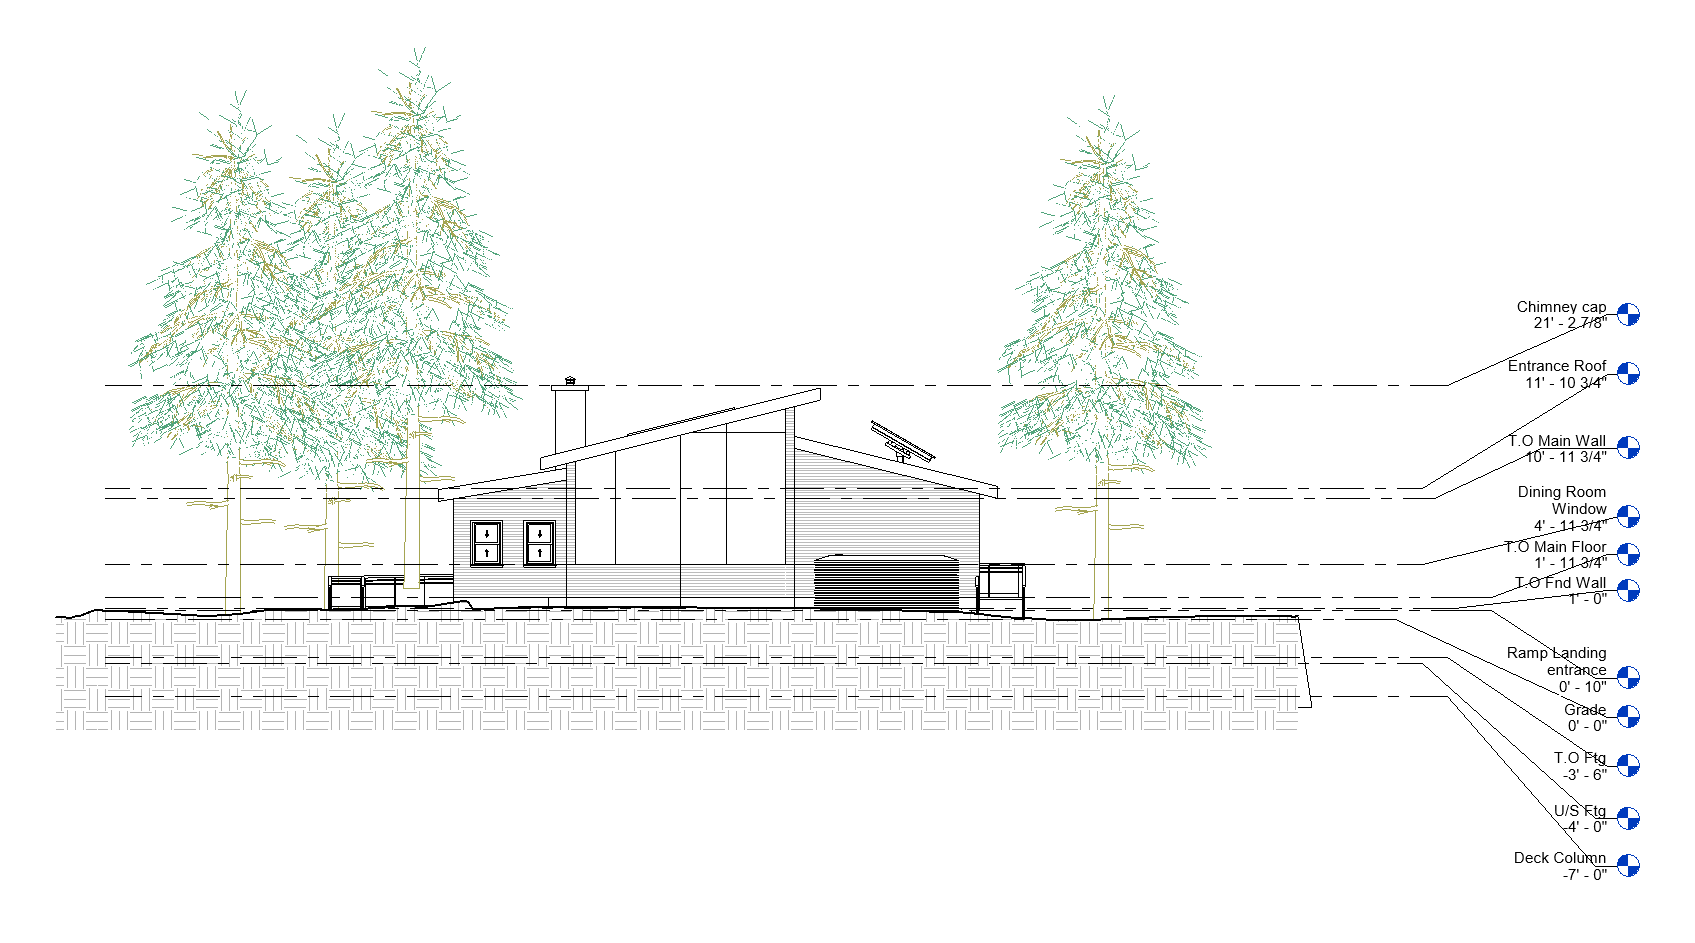 Chimney cap
21' - 2 7/8"
Entrance Roof
11' - 10 3/4"
T.O Main Wall
10' - 11 3/4"
Dining Room
Window
4' - 11 3/4"
T.O Main Floor
1' - 11 3/4"
T.O Fnd Wall
1' - 0"
Ramp Landing
entrance
0' - 10"
Grade
0' - 0"
T.O Ftg
-3' - 6"
U/S Ftg
-4' - 0"
Deck Column
-7' - 0"